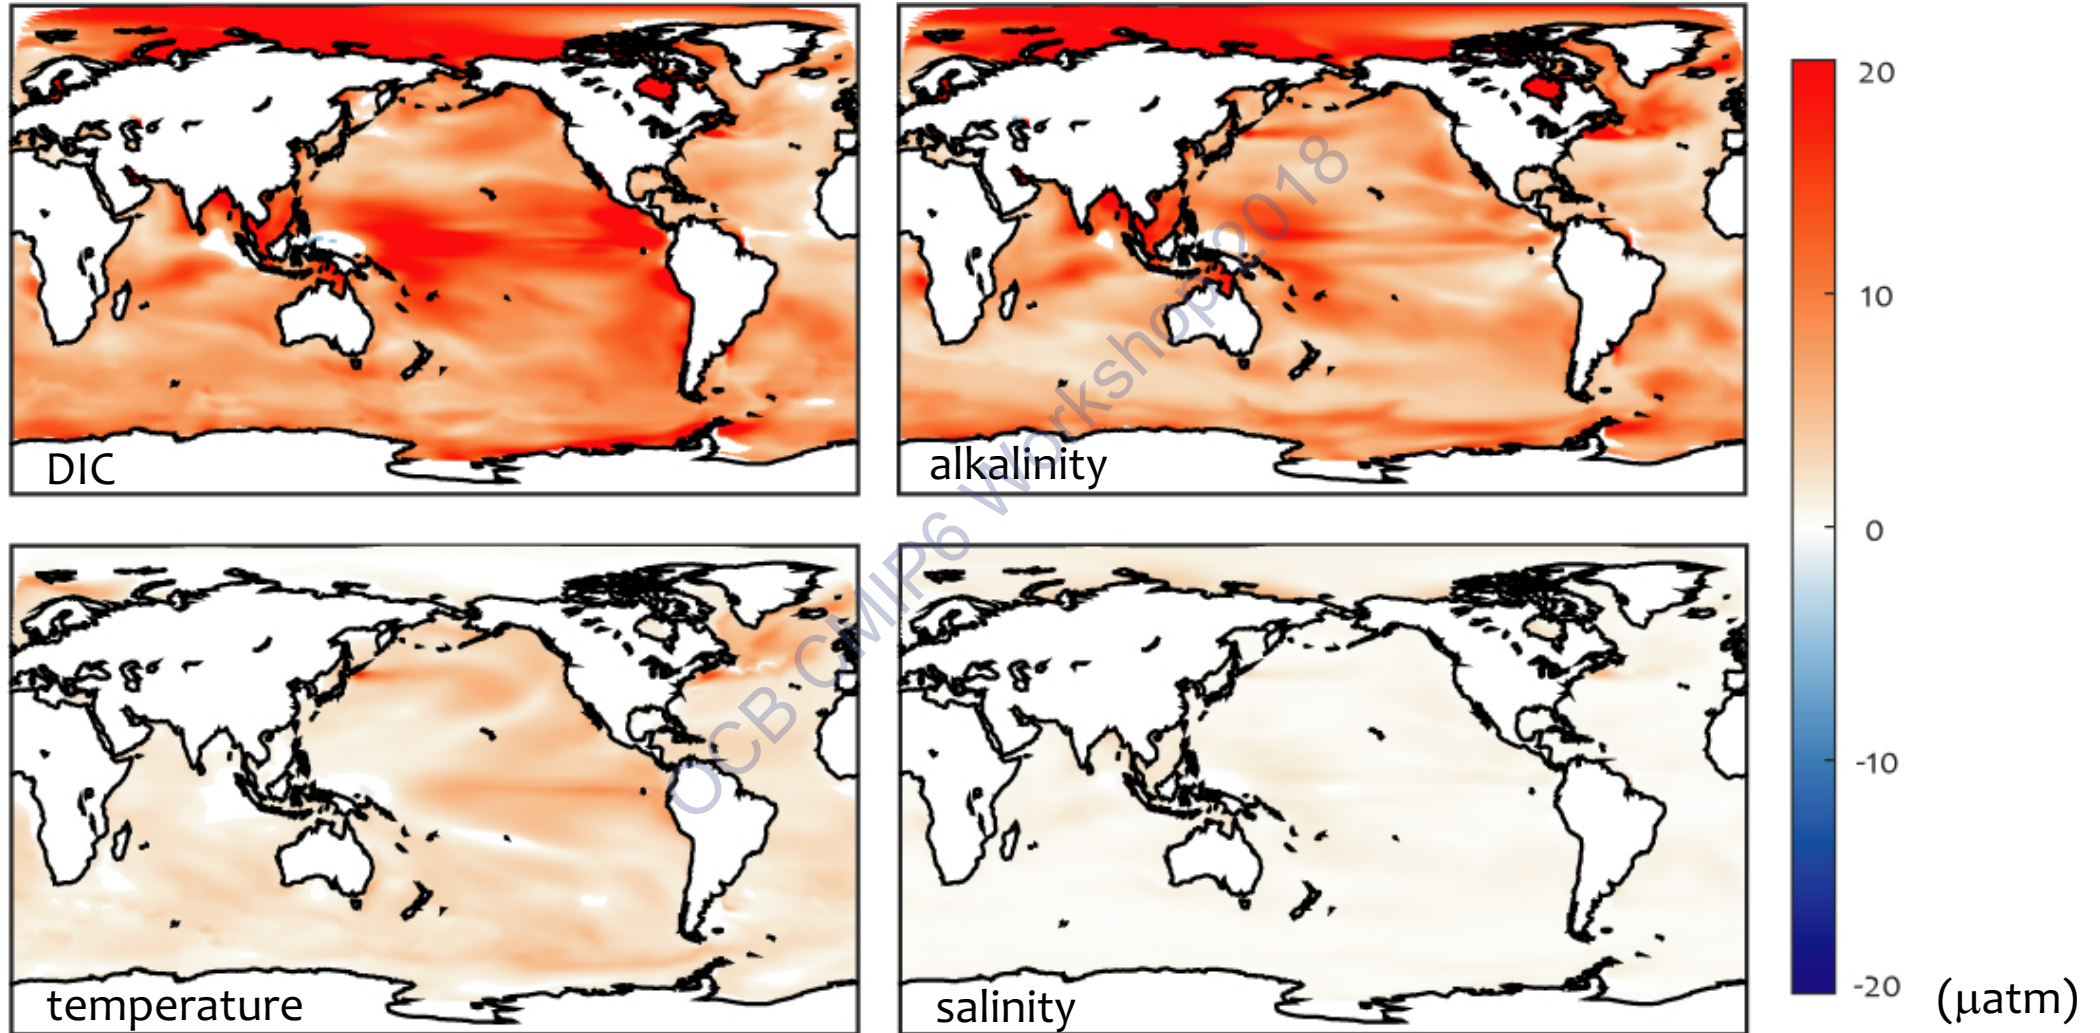 DIC
alkalinity
temperature
salinity
20
10
0
-10
-20
(µatm)
OCB CMIP6 Workshop 2018